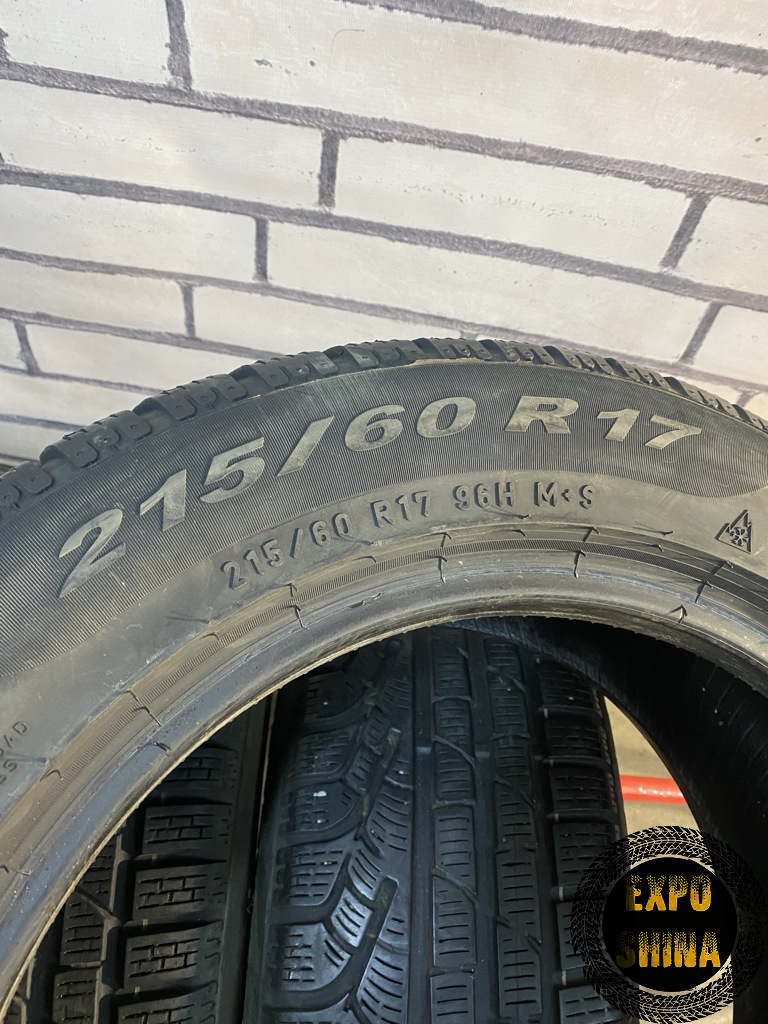 215/60 R17
215/60 R17 96H M+S
EXPO
SHINA